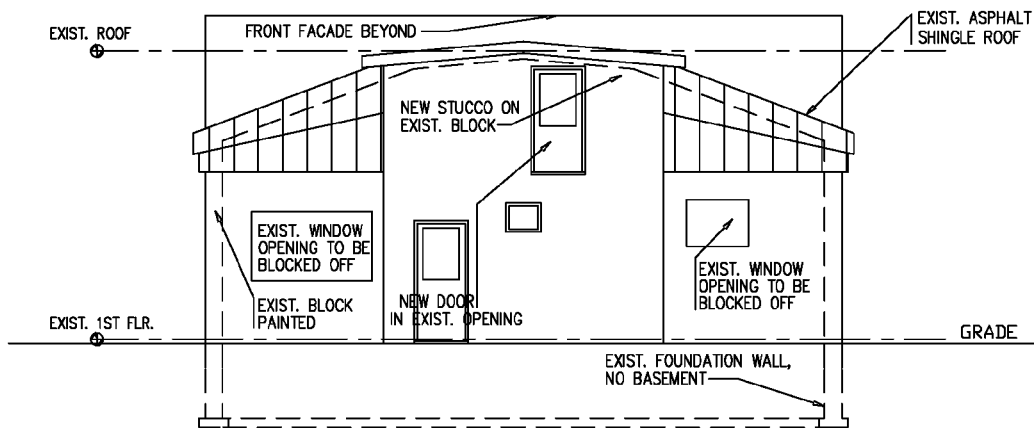 FRONT FACADE BEYOND
EXIST. ROOF
EXIST. ASPHALT
SHINGLE ROOF
NEW STUCCO ON
EXIST. BLOCK
EXIST. WINDOW
OPENING TO BE
BLOCKED OFF
EXIST. WINDOW
OPENING TO BE
BLOCKED OFF
EXIST. BLOCK
PAINTED
NEW DOOR
IN EXIST. OPENING
EXIST. 1ST FLR.
GRADE
EXIST. FOUNDATION WALL,
NO BASEMENT